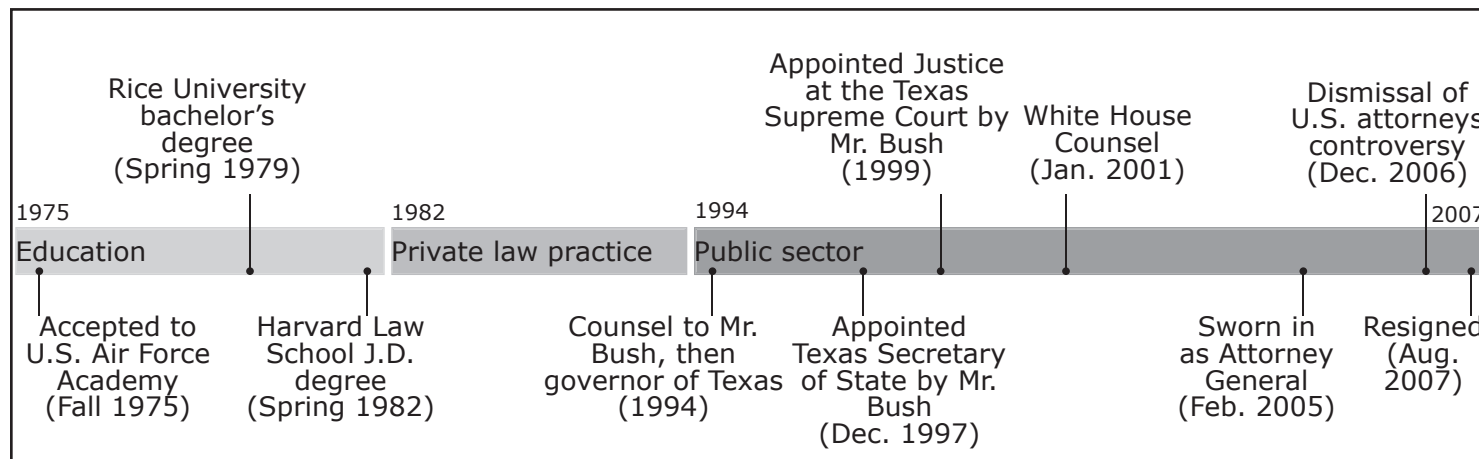 Rice University
bachelor's
degree
(Spring 1979)
Appointed Justice
at the Texas
Supreme Court by
Mr. Bush
(1999)
White House
Counsel
(Jan. 2001)
Dismissal of
U.S. attorneys
controversy
(Dec. 2006)
1975
1982
1994
2007
Education
Private law practice
Public sector
Accepted to
U.S. Air Force
Academy
(Fall 1975)
Harvard Law
School J.D.
degree
(Spring 1982)
Counsel to Mr.
Bush, then
governor of Texas
(1994)
Appointed
Texas Secretary
of State by Mr.
Bush
(Dec. 1997)
Sworn in
as Attorney
General
(Feb. 2005)
Resigned
(Aug.
2007)